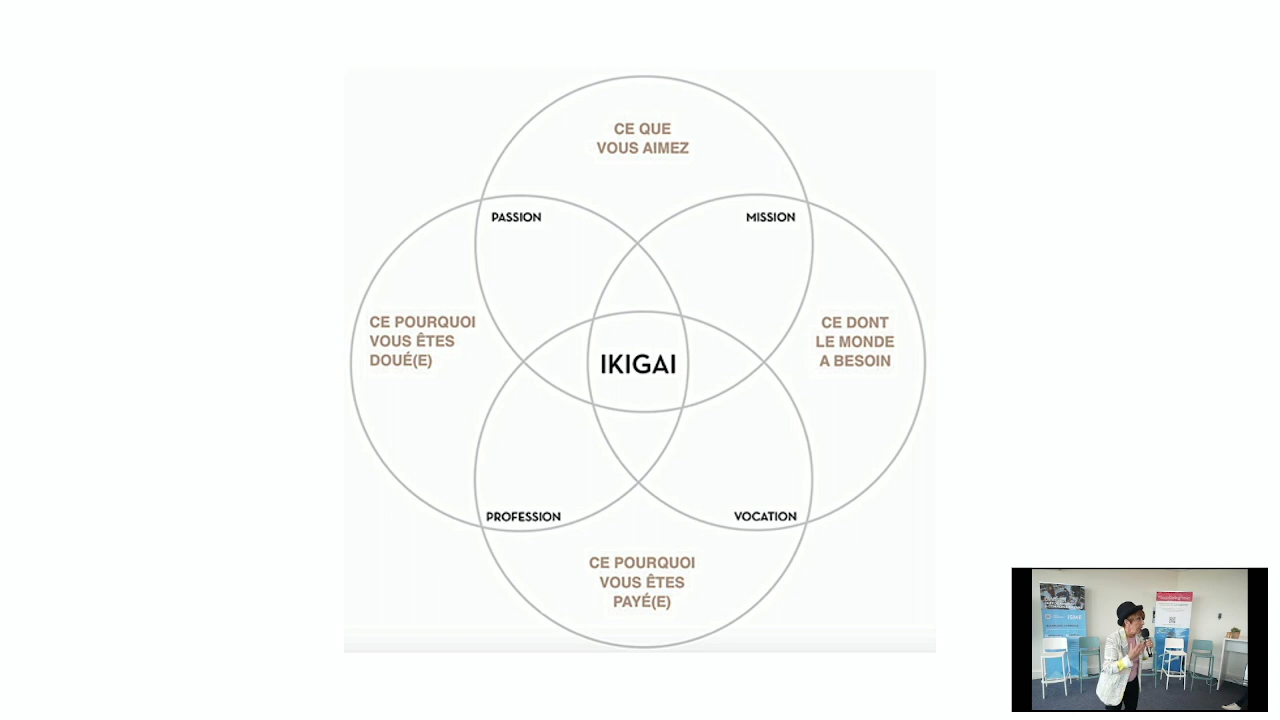 CE QUE
VOUS AIMEZ
PASSION
MISSION
CE POURQUOI
VOUS ÊTES
DOUÉ(E)
IKIGAI
CE DONT
LE MONDE
A BESOIN
PROFESSION
VOCATION
CE POURQUOI
VOUS ÊTES
PAYÉ(E)